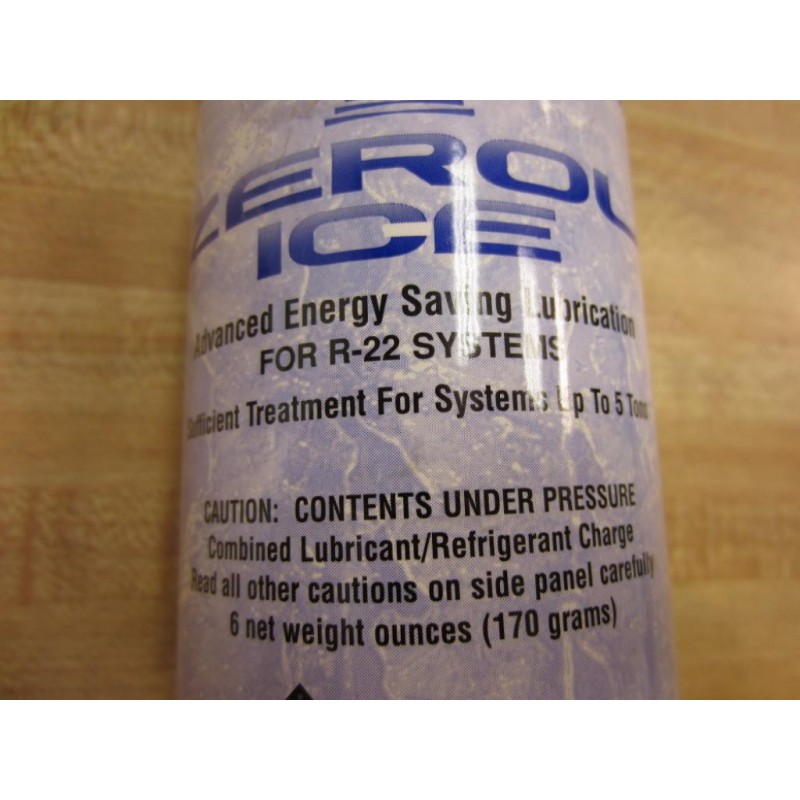 ZEROL
ICE
Advanced Energy Saving Lubrication
FOR R-22 SYSTEMS
Sufficient Treatment For Systems Up To 5 Tons
CAUTION: CONTENTS UNDER PRESSURE
Combined Lubricant/Refrigerant Charge
Read all other cautions on side panel carefully
6 net weight ounces (170 grams)